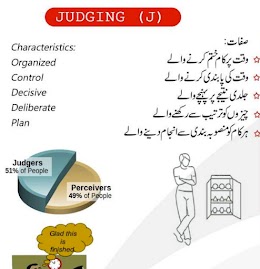 JUDGING (J)
Characteristics:
Organized
Control
Decisive
Deliberate
Plan
صفات:
وقت پر کام ختم کرنے والے
وقت کی پابندی کرنے والے
جلدی نتیجے پر پہنچنے والے
چیزوں کو ترتیب سے رکھنے والے
ہر کام کو منصوبہ بندی سے انجام دینے والے
Judgers
51% of People
Perceivers
49% of People
Glad this
is
finished